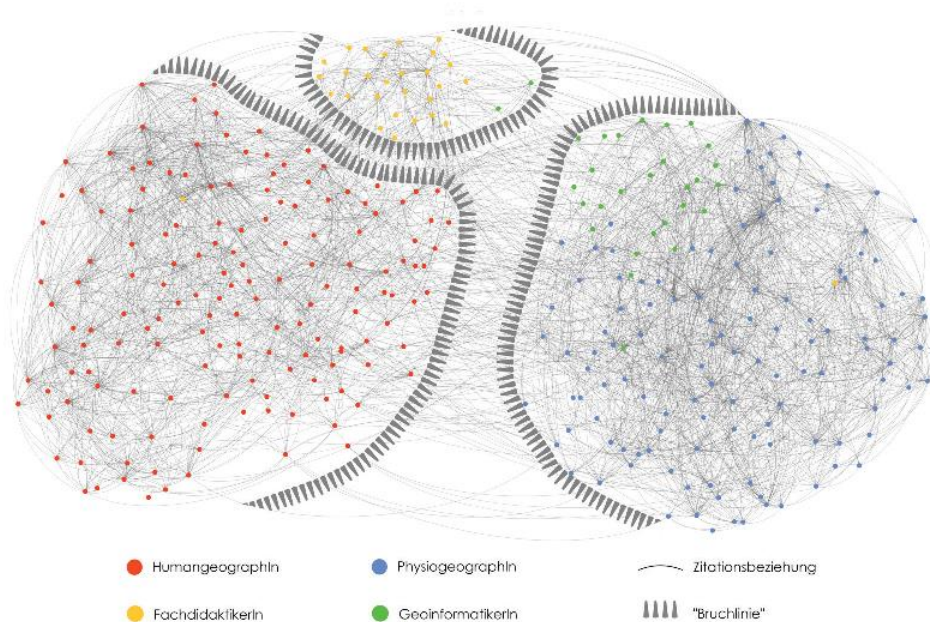 HumangeographIn
PhysiogeographIn
Zitationsbeziehung
FachdidaktikerIn
GeoinformatikerIn
"Bruchlinie"